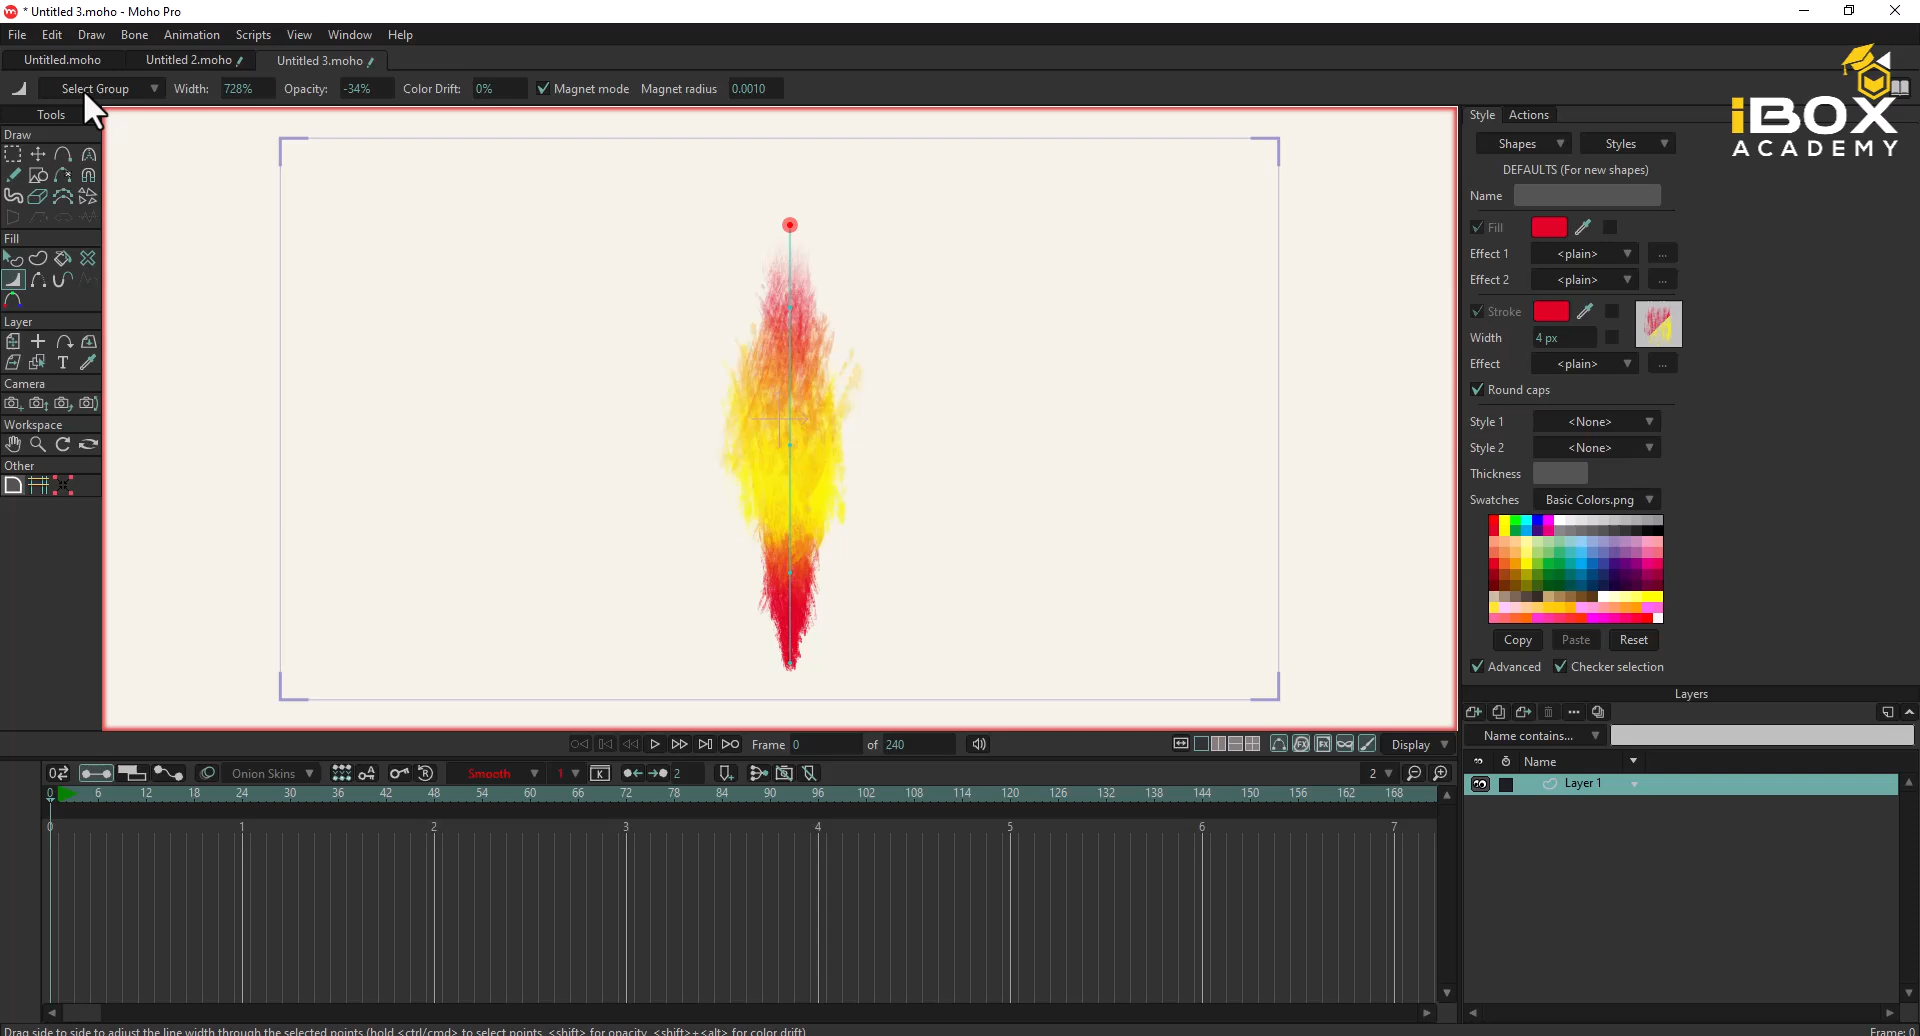 * Untitled 3.moho - Moho Pro
File Edit Draw Bone Animation Scripts View Window Help
Untitled.moho Untitled 2.moho Untitled 3.moho
Select Group Width: 728% Opacity: -34% Color Drift: 0% Magnet mode Magnet radius 0.0010
iBOX
ACADEMY
Tools
Draw
Fill
Layer
Camera
Workspace
Other
Style Actions
Shapes Styles
DEFAULTS (For new shapes)
Name
Fill
Effect 1 <plain> ...
Effect 2 <plain> ...
Stroke
Width 4 px
Effect <plain> ...
Round caps
Style 1 <None>
Style 2 <None>
Thickness
Swatches Basic Colors.png
Copy Paste Reset
Advanced Checker selection
Layers
Name contains...
Name
Layer 1
Frame 0 of 240 Display
Onion Skins Smooth 1 K 2 2
0 6 12 18 24 30 36 42 48 54 60 66 72 78 84 90 96 102 108 114 120 126 132 138 144 150 156 162 168
0 1 2 3 4 5 6 7
Drag side to side to adjust the line width through the selected points (hold <ctrl/cmd> to select points, <shift> for opacity, <shift>+<alt> for color drift)
Frame: 0